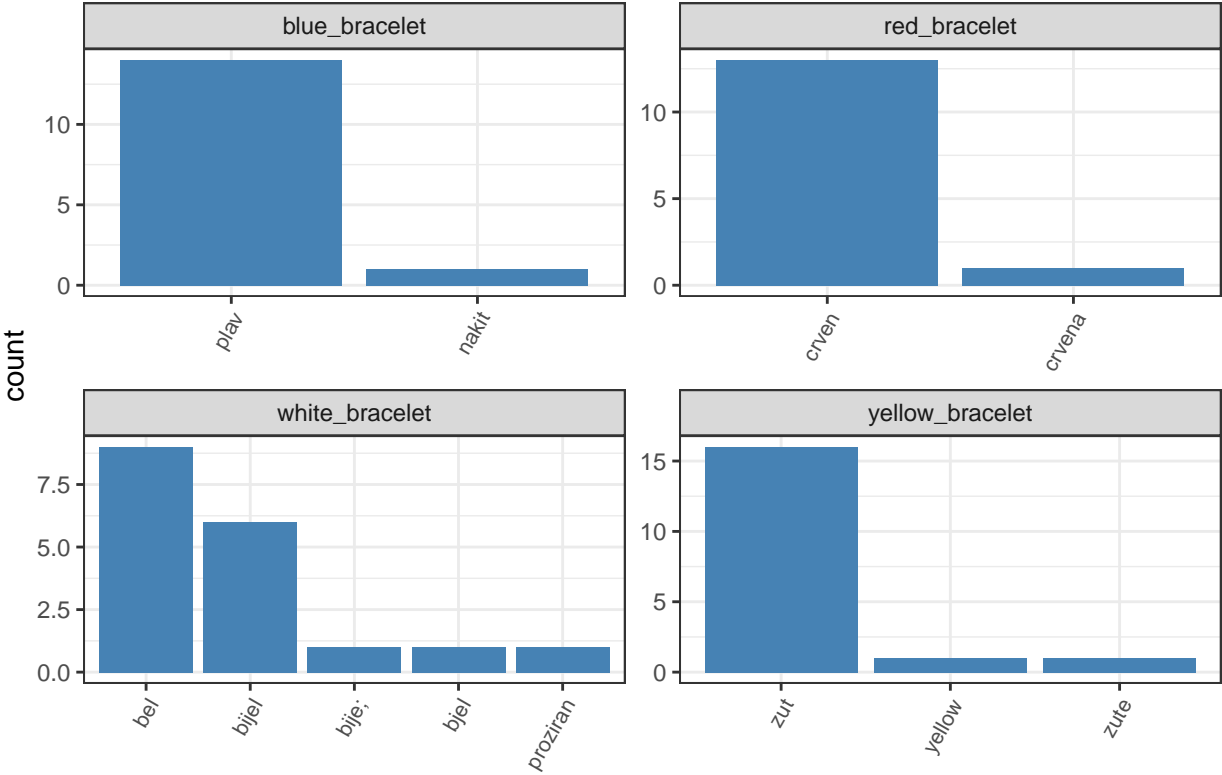 count
blue_bracelet
10
5
0
plav
nakit
red_bracelet
10
5
0
crven
crvena
white_bracelet
7.5
5.0
2.5
0.0
bel
bijel
bije;
bjel
proziran
yellow_bracelet
15
10
5
0
zut
yellow
zute